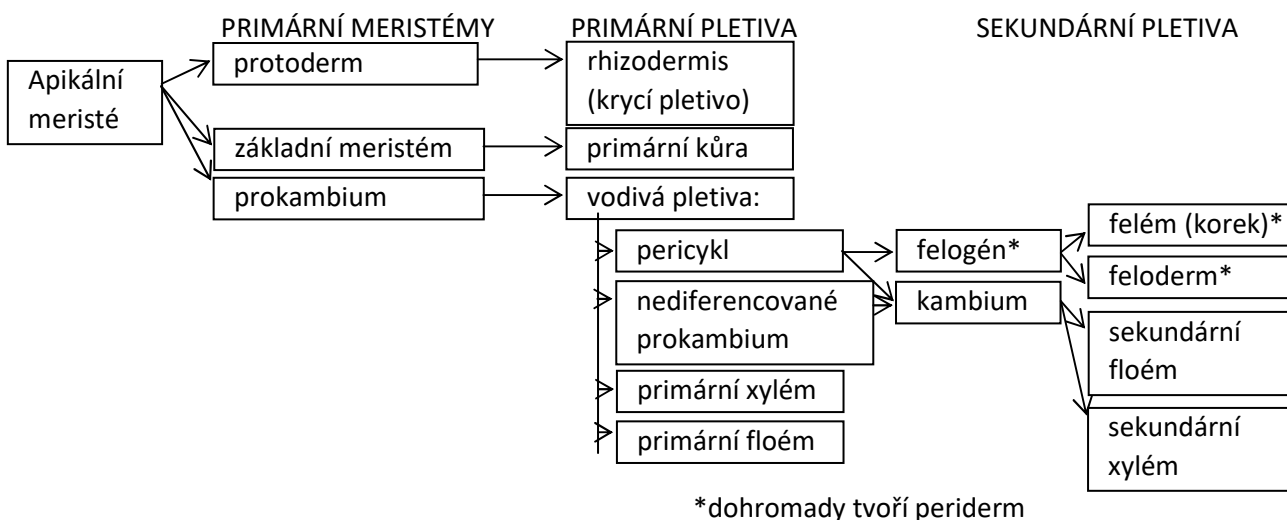 PRIMÁRNÍ MERISTÉMY
PRIMÁRNÍ PLETIVA
SEKUNDÁRNÍ PLETIVA
Apikální
meristé
protoderm
rhizodermis
(krycí pletivo)
základní meristém
primární kůra
prokambium
vodivá pletiva:
pericykl
felogén*
felém (korek)*
feloderm*
nediferencované
prokambium
kambium
sekundární
floém
primární xylém
primární floém
sekundární
xylém
*dohromady tvoří periderm